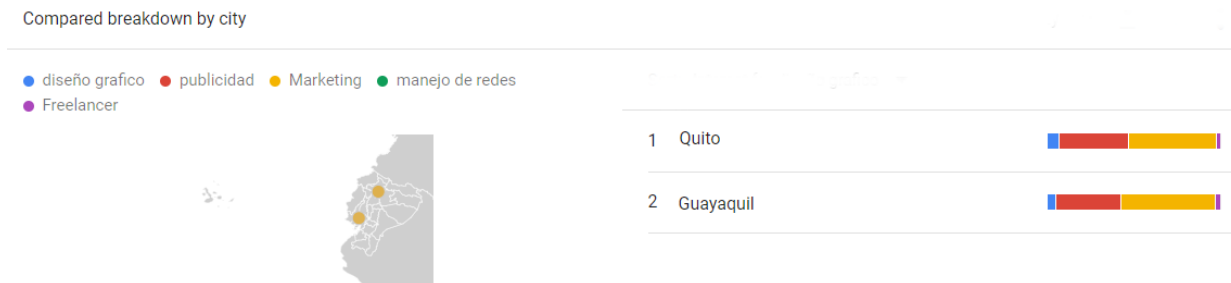 Compared breakdown by city
diseño grafico publicidad Marketing manejo de redes
Freelancer
1 Quito
2 Guayaquil